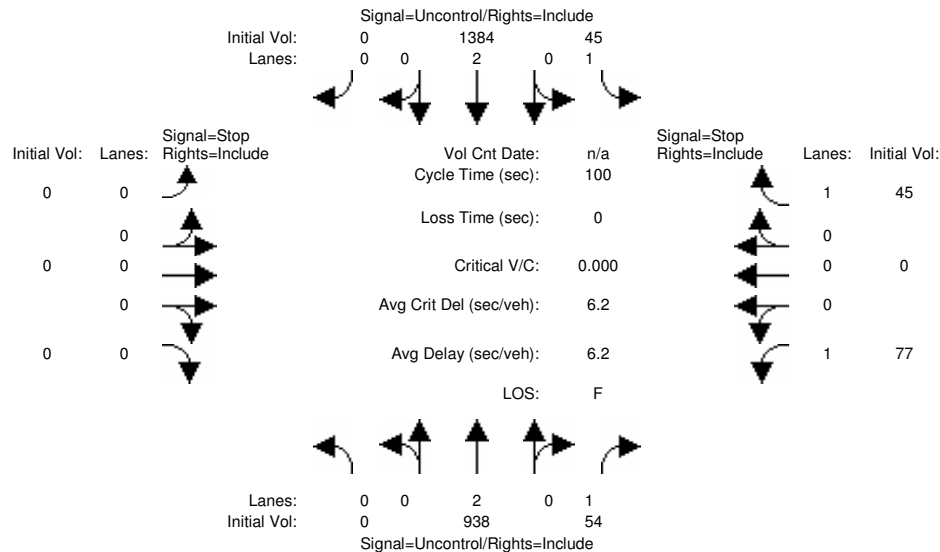 Signal=Uncontrol/Rights=Include
Initial Vol: 0 1384 45
Lanes: 0 0 2 0 1
Signal=Stop Signal=Stop
Initial Vol: Lanes: Rights=Include Vol Cnt Date: n/a Rights=Include Lanes: Initial Vol:
Cycle Time (sec): 100
0 0 1 45
Loss Time (sec): 0
0 0
0 0 Critical V/C: 0.000 0 0
0 Avg Crit Del (sec/veh): 6.2 0
0 0 Avg Delay (sec/veh): 6.2 1 77
LOS: F
Lanes: 0 0 2 0 1
Initial Vol: 0 938 54
Signal=Uncontrol/Rights=Include